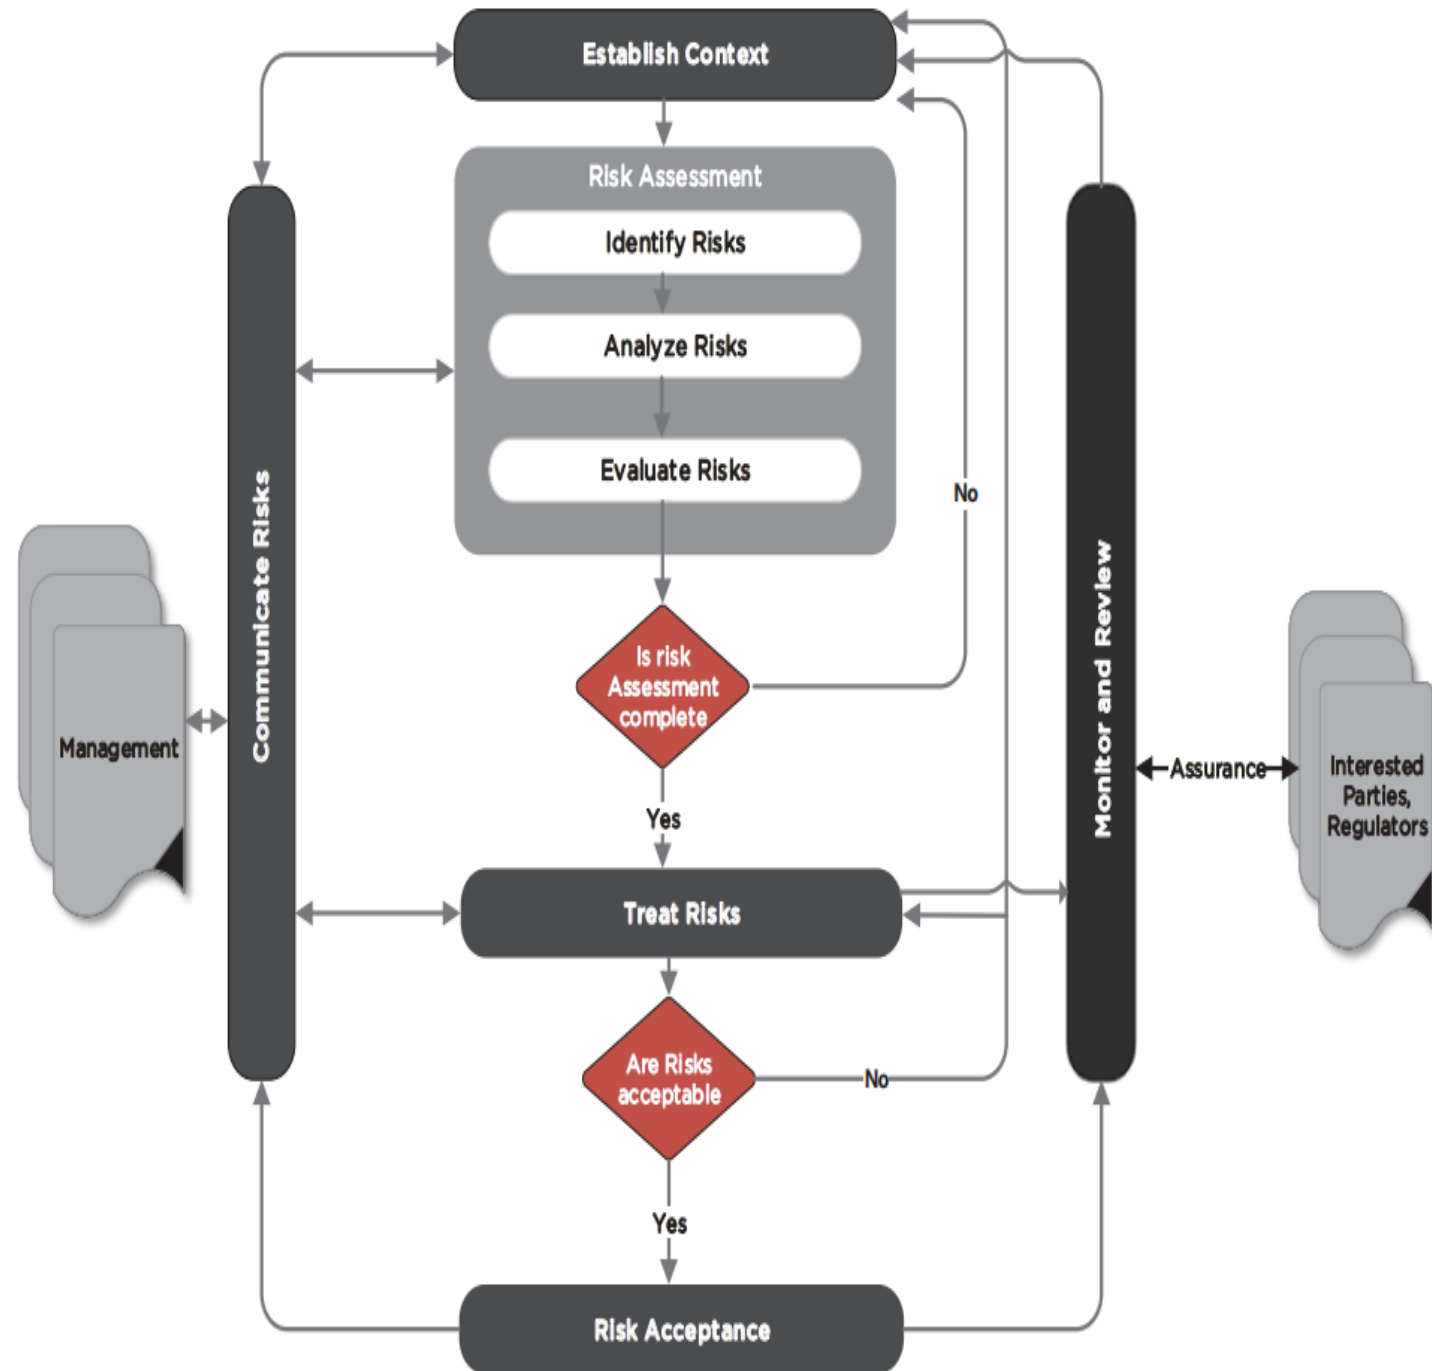 Establish Context
Risk Assessment
Identify Risks
Analyze Risks
Evaluate Risks
No
Communicate Risks
Monitor and Review
Is risk
Assessment
complete
Management
Assurance
Interested
Parties,
Regulators
Yes
Treat Risks
Are Risks
acceptable
No
Yes
Risk Acceptance